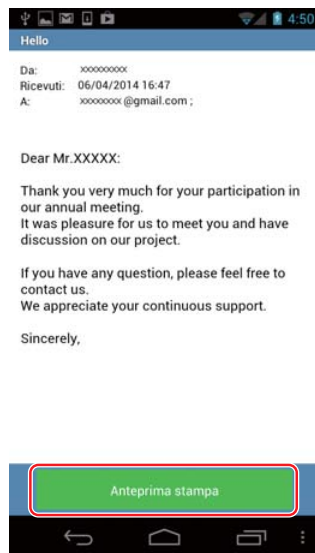 4:50
Hello
Da: xxxxxxxxx
Ricevuti: 06/04/2014 16:47
A: xxxxxxxx @gmail.com ;
Dear Mr.XXXXX:
Thank you very much for your participation in
our annual meeting.
It was pleasure for us to meet you and have
discussion on our project.
If you have any question, please feel free to
contact us.
We appreciate your continuous support.
Sincerely,
Anteprima stampa